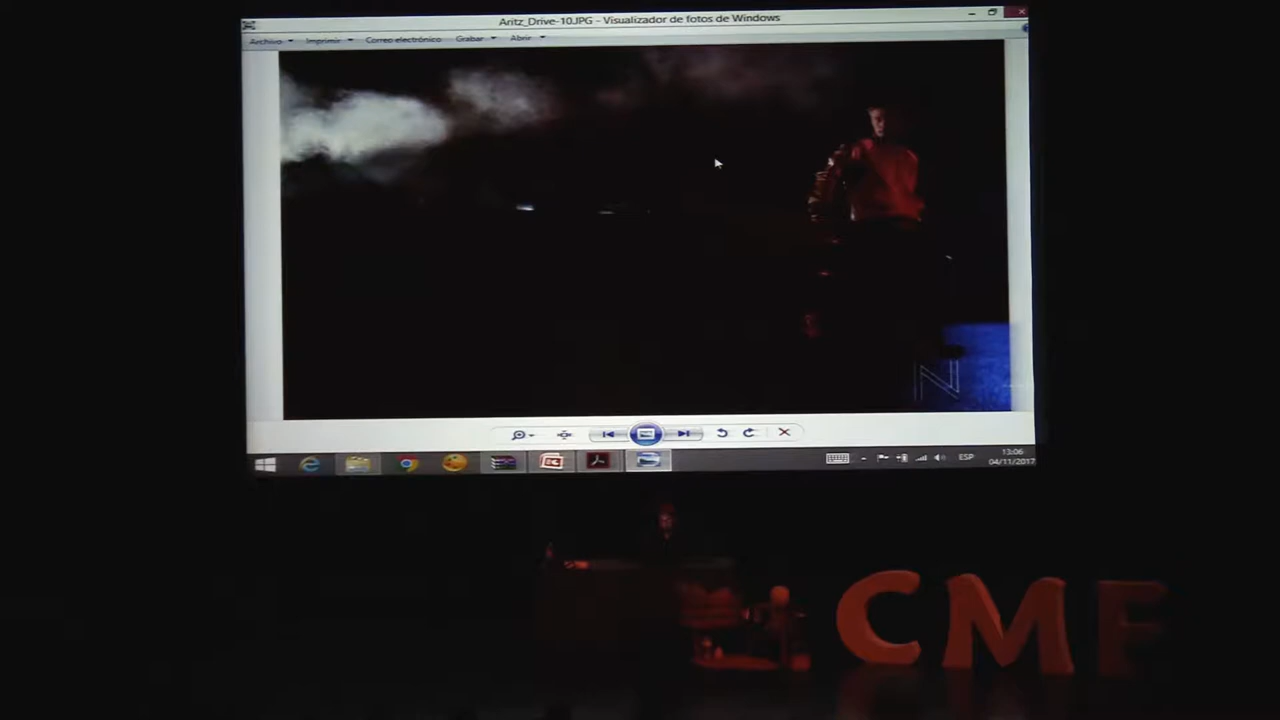 Aritz_Drive-10.JPG - Visualizador de fotos de Windows
Archivo Imprimir Correo electrónico Grabar Abrir
N
ESP
13:06
04/11/2017
CME